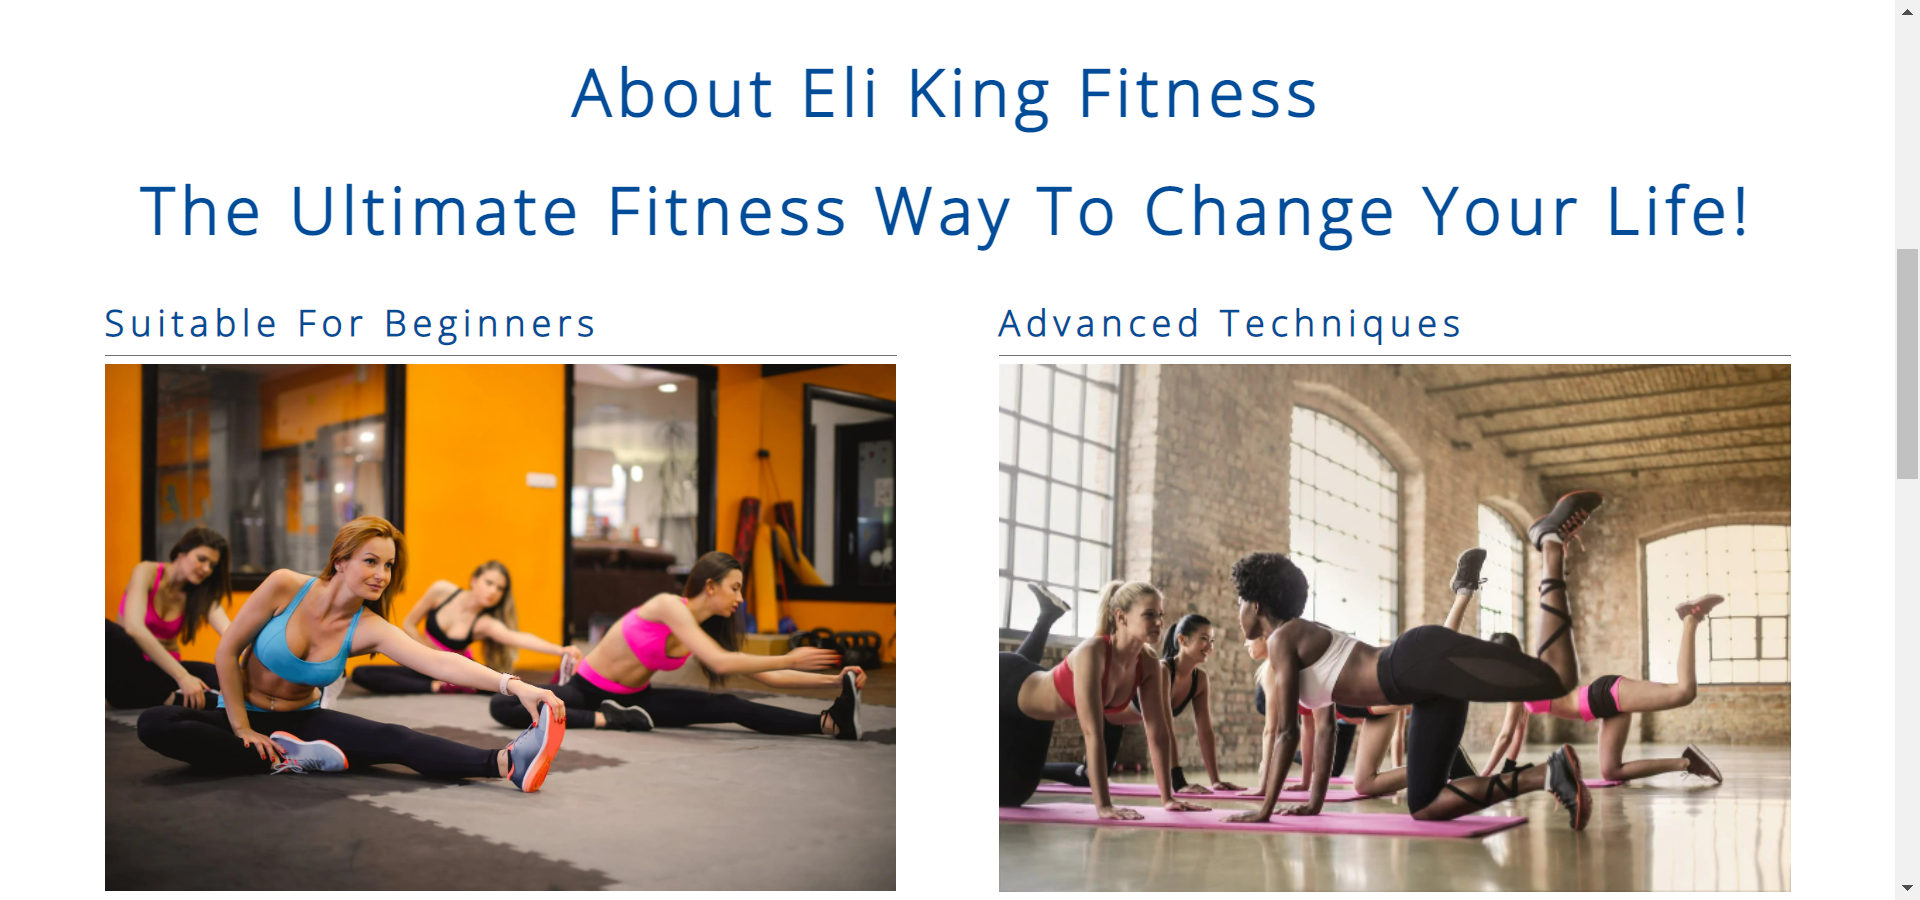 About Eli King Fitness
The Ultimate Fitness Way To Change Your Life!
Suitable For Beginners
Advanced Techniques